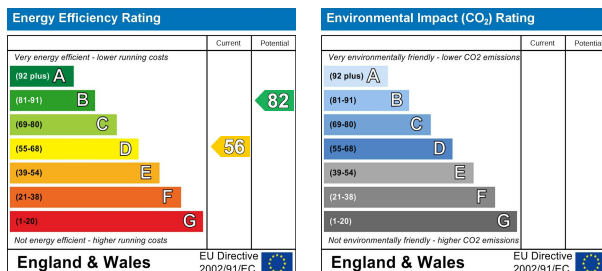 Energy Efficiency Rating
Current Potential
Very energy efficient - lower running costs
(92 plus) A
(81-91) B
82
(69-80) C
(55-68) D
56
(39-54) E
(21-38) F
(1-20) G
Not energy efficient - higher running costs
England & Wales
EU Directive
2002/91/EC
Environmental Impact (CO₂) Rating
Current Potential
Very environmentally friendly - lower CO2 emissions
(92 plus) A
(81-91) B
(69-80) C
(55-68) D
(39-54) E
(21-38) F
(1-20) G
Not environmentally friendly - higher CO2 emissions
England & Wales
EU Directive
2002/91/EC